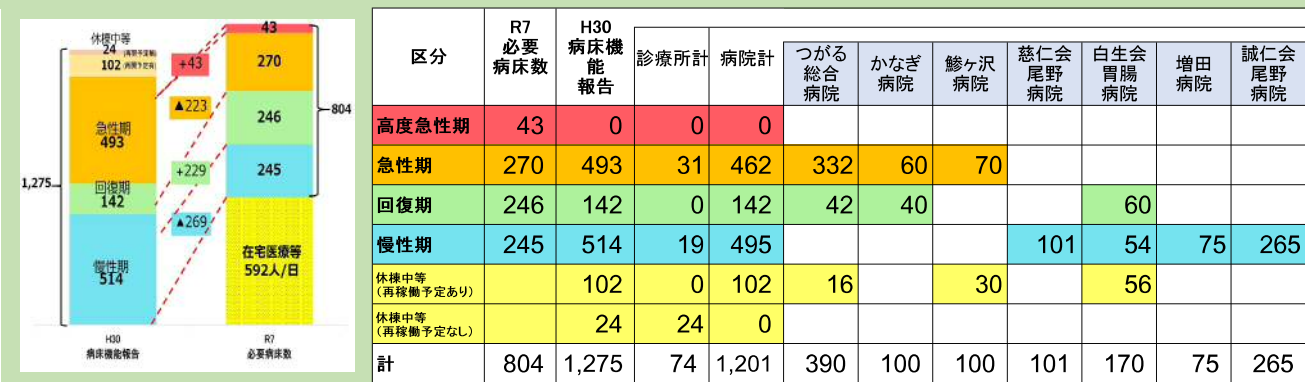 休棟中等
24 (再開予定無)
102 (再開予定有)
急性期
493
回復期
142
慢性期
514
1,275
+43
▲223
+229
▲269
43
270
246
245
804
在宅医療等
592人/日
H30
病床機能報告
R7
必要病床数
区分
R7
必要
病床数
H30
病床機
能
報告
診療所計
病院計
つがる
総合
病院
かなぎ
病院
鰺ヶ沢
病院
慈仁会
尾野
病院
白生会
胃腸
病院
増田
病院
誠仁会
尾野
病院
高度急性期 43 0 0 0
急性期 270 493 31 462 332 60 70
回復期 246 142 0 142 42 40 60
慢性期 245 514 19 495 101 54 75 265
休棟中等
(再稼働予定あり) 102 0 102 16 30 56
休棟中等
(再稼働予定なし) 24 24 0
計 804 1,275 74 1,201 390 100 100 101 170 75 265